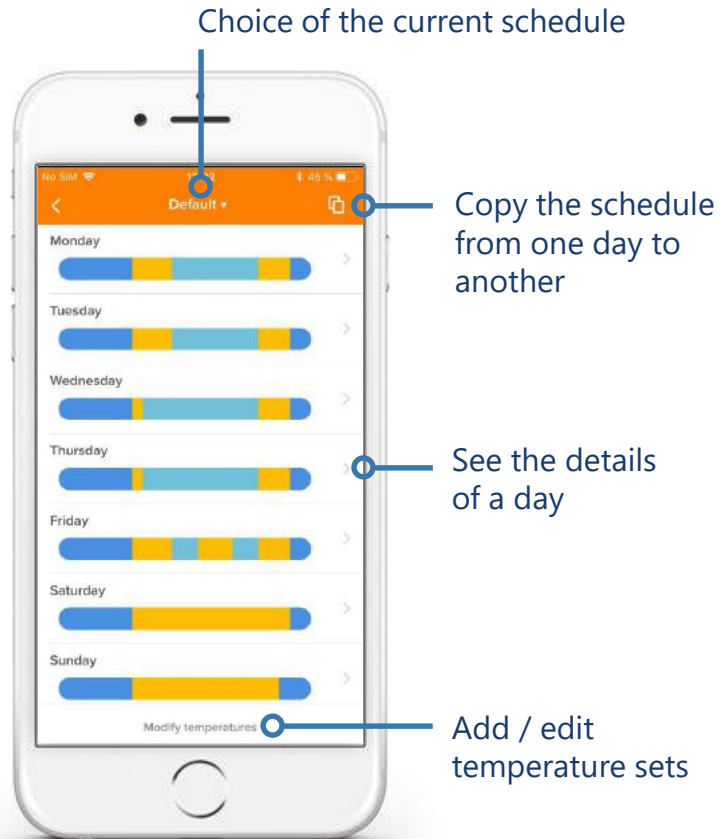 Choice of the current schedule
No SIM 45 %
Default
Copy the schedule
from one day to
another
Monday
Tuesday
Wednesday
Thursday
See the details
of a day
Friday
Saturday
Sunday
Modify temperatures
Add / edit
temperature sets